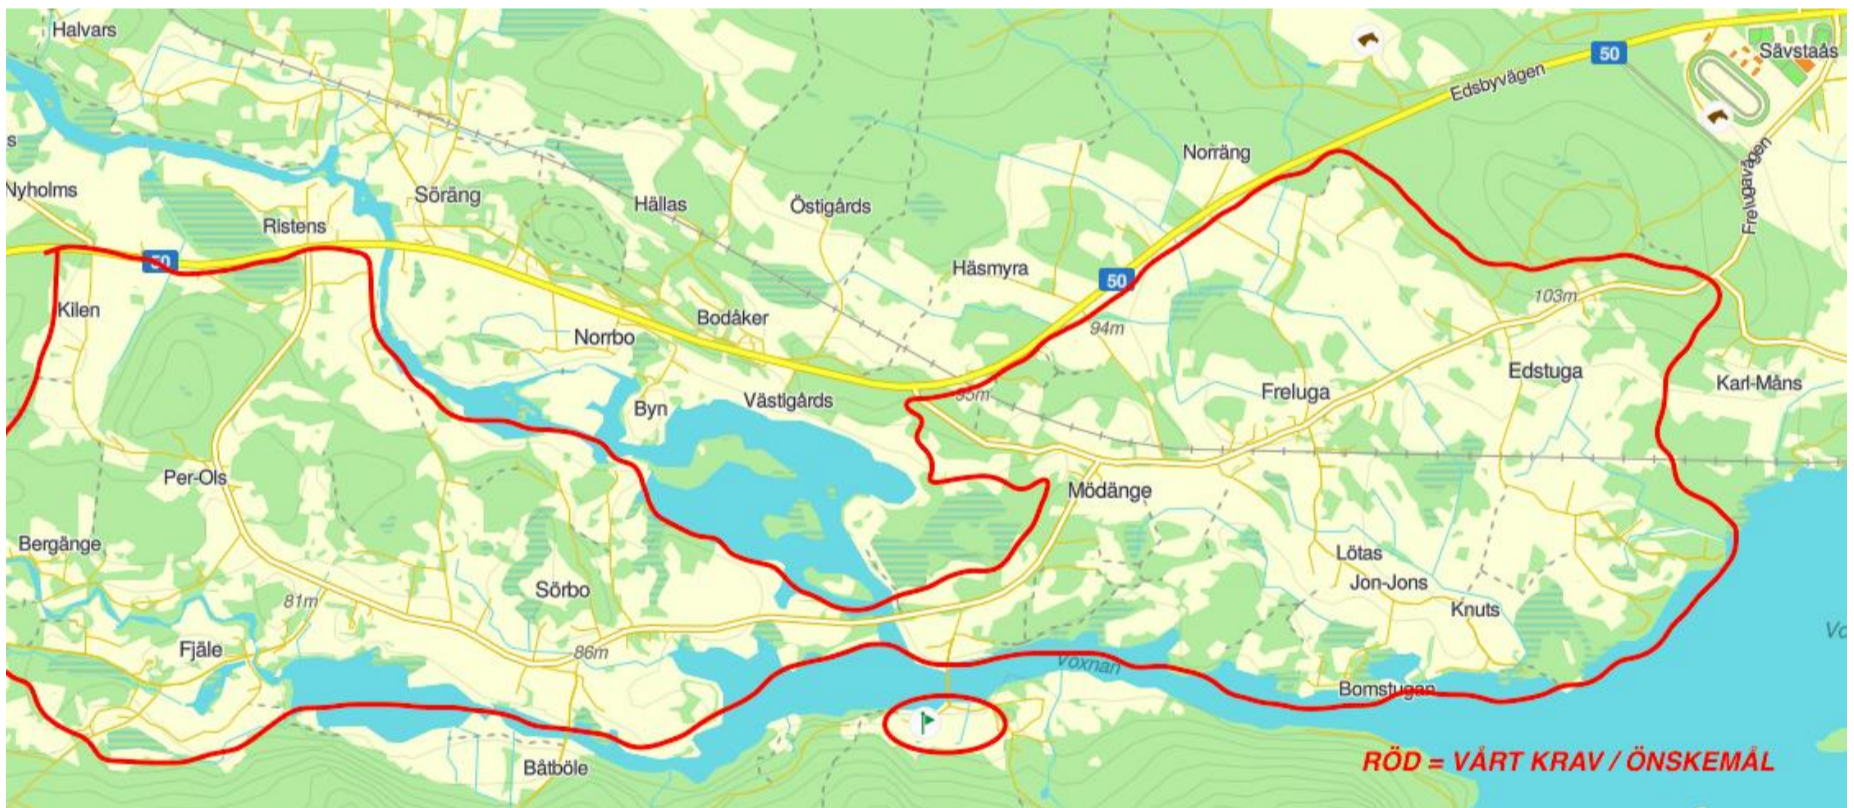 Halvars
50
Sävstaås
Edsbyvägen
s
Norräng
Frelugavägen
Nyholms
Söräng
Hällas
Östigårds
Ristens
50
Häsmyra
50
Kilen
103m
Bodåker
94m
Norrbo
Edstuga
Karl-Måns
Freluga
95m
Västigårds
Byn
Per-Ols
Mödänge
Bergänge
Lötas
Jon-Jons
Sörbo
81m
Knuts
Vo
Fjäle
86m
Voxnan
Bomstugan
RÖD = VÅRT KRAV / ÖNSKEMÅL
Båtböle